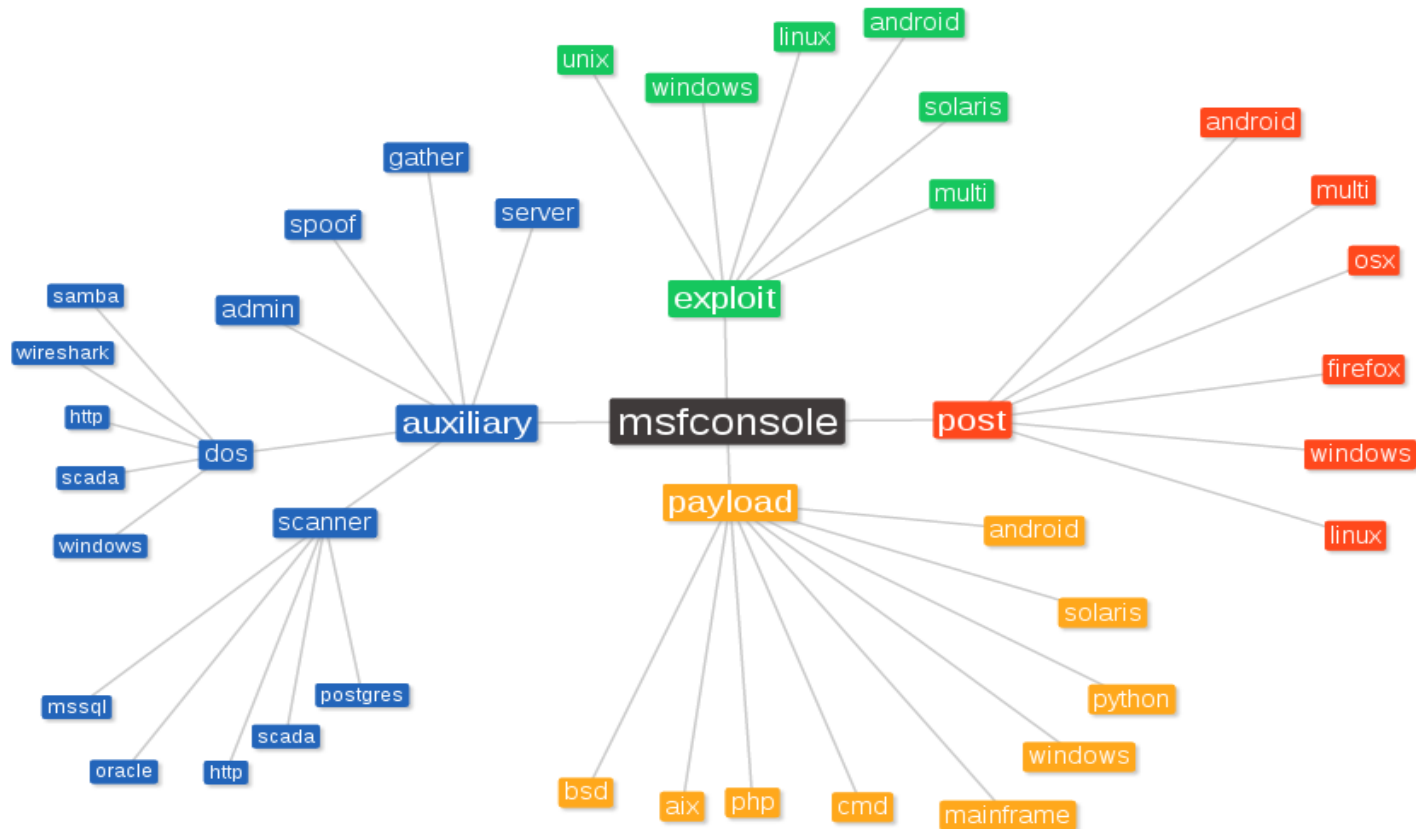 msfconsole
exploit
unix
windows
linux
android
solaris
multi
post
android
multi
osx
firefox
windows
linux
payload
android
solaris
python
windows
mainframe
cmd
php
aix
bsd
auxiliary
server
gather
spoof
admin
dos
samba
wireshark
http
scada
windows
scanner
mssql
oracle
http
scada
postgres